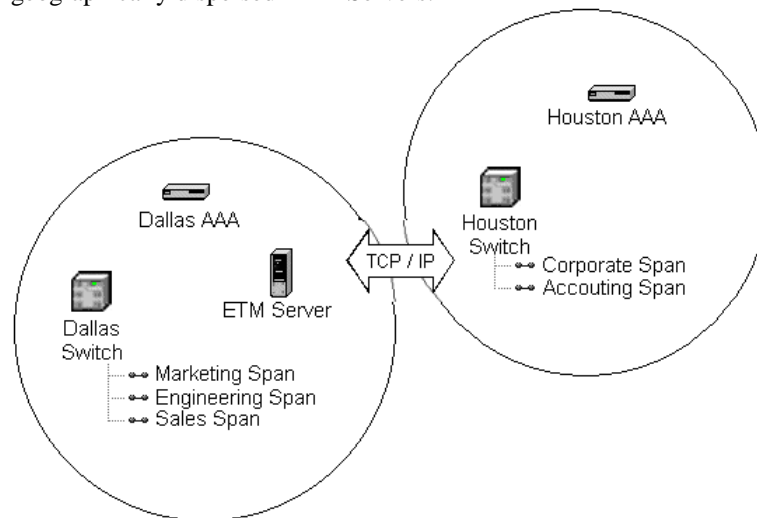 Houston AAA
Dallas AAA
Houston
Switch
TCP / IP
Corporate Span
Accouting Span
ETM Server
Dallas
Switch
Marketing Span
Engineering Span
Sales Span